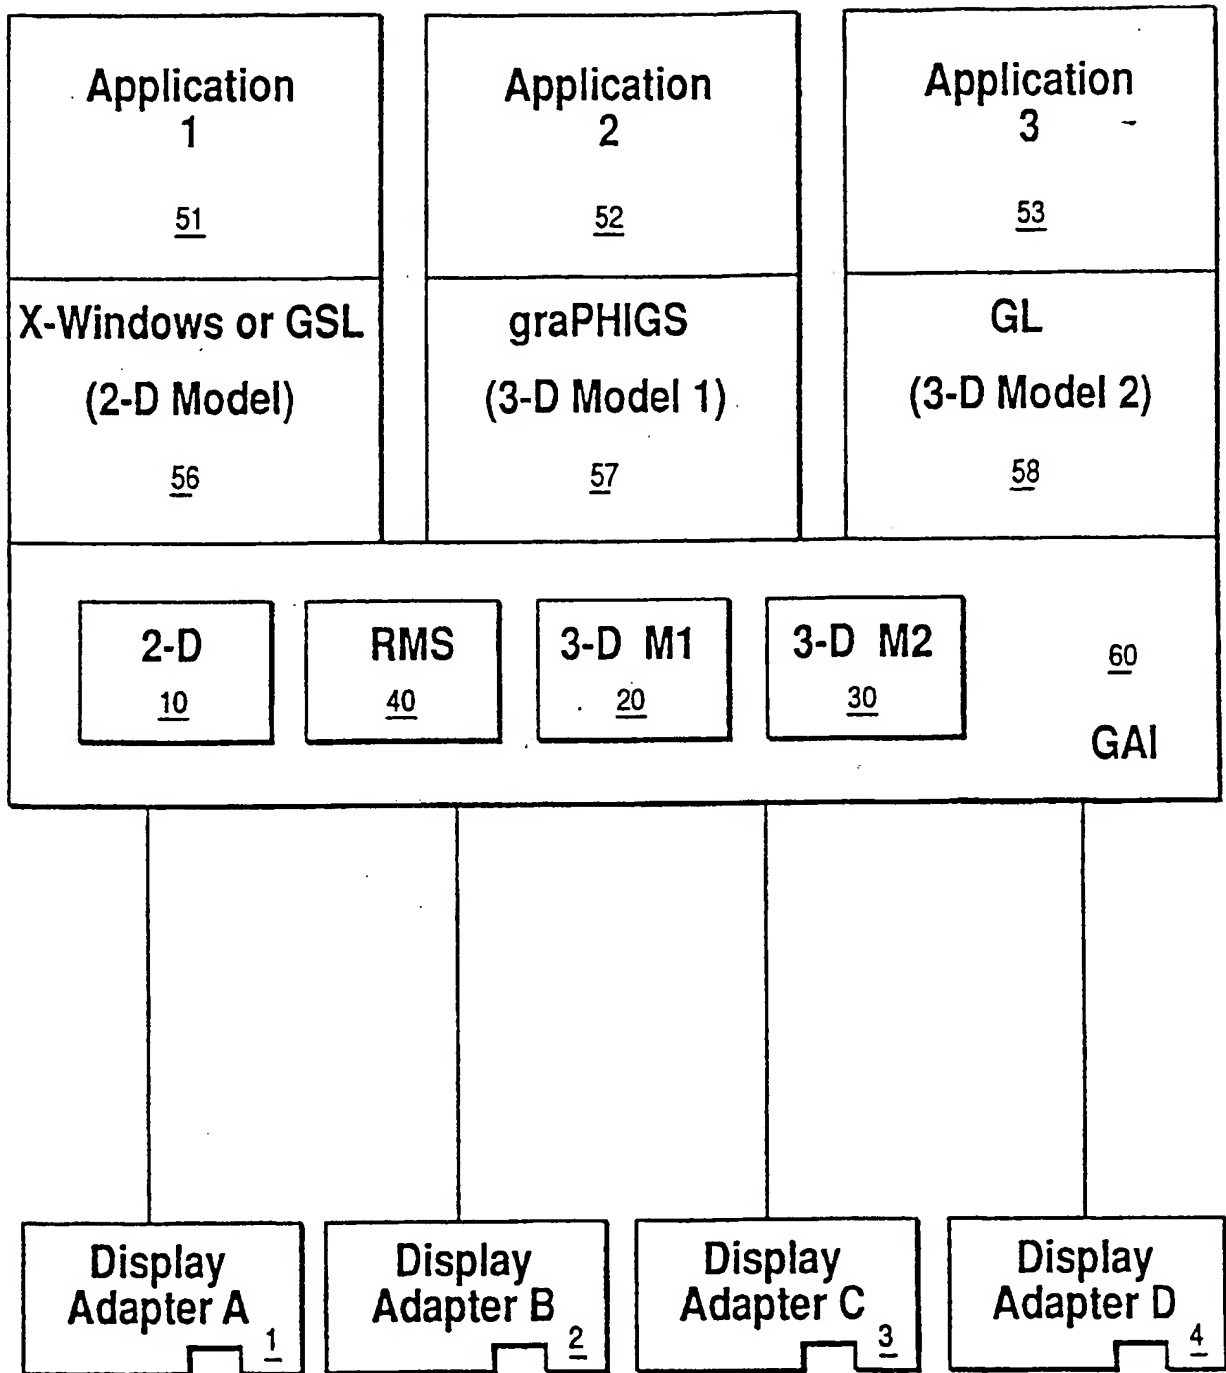 Application
1
51
Application
2
52
Application
3
53
X-Windows or GSL
(2-D Model)
56
graPHIGS
(3-D Model 1)
57
GL
(3-D Model 2)
58
2-D
10
RMS
40
3-D M1
20
3-D M2
30
60
GAI
Display
Adapter A
1
Display
Adapter B
2
Display
Adapter C
3
Display
Adapter D
4